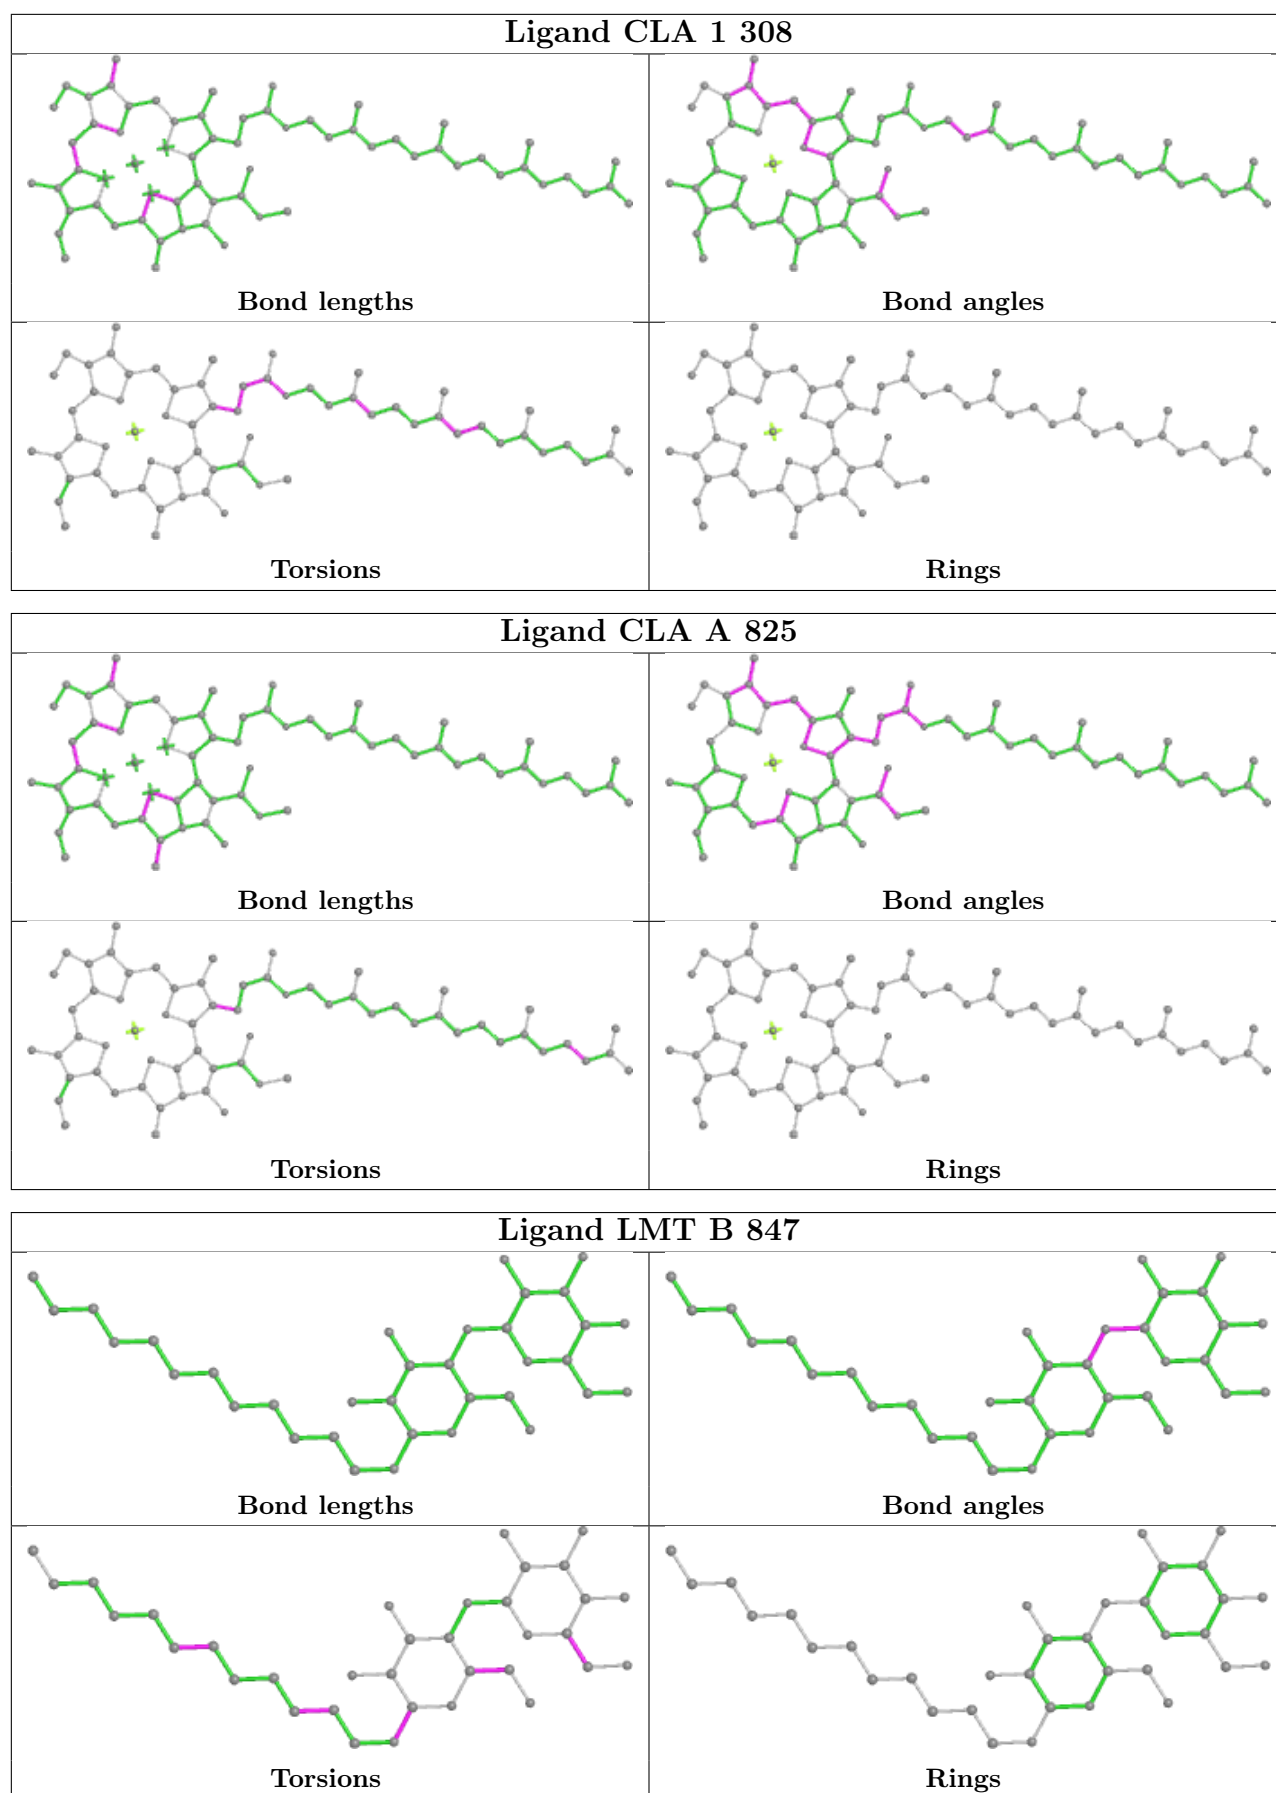 Ligand CLA 1 308
Bond lengths
Bond angles
Torsions
Rings
Ligand CLA A 825
Bond lengths
Bond angles
Torsions
Rings
Ligand LMT B 847
Bond lengths
Bond angles
Torsions
Rings